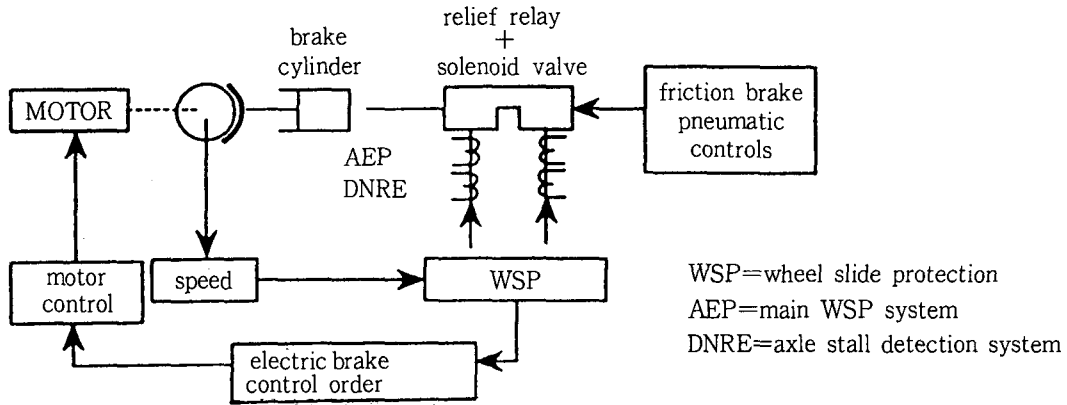 relief relay
+
solenoid valve
brake
cylinder
MOTOR
friction brake
pneumatic
controls
AEP
DNRE
motor
control
speed
WSP
electric brake
control order
WSP=wheel slide protection
AEP=main WSP system
DNRE=axle stall detection system